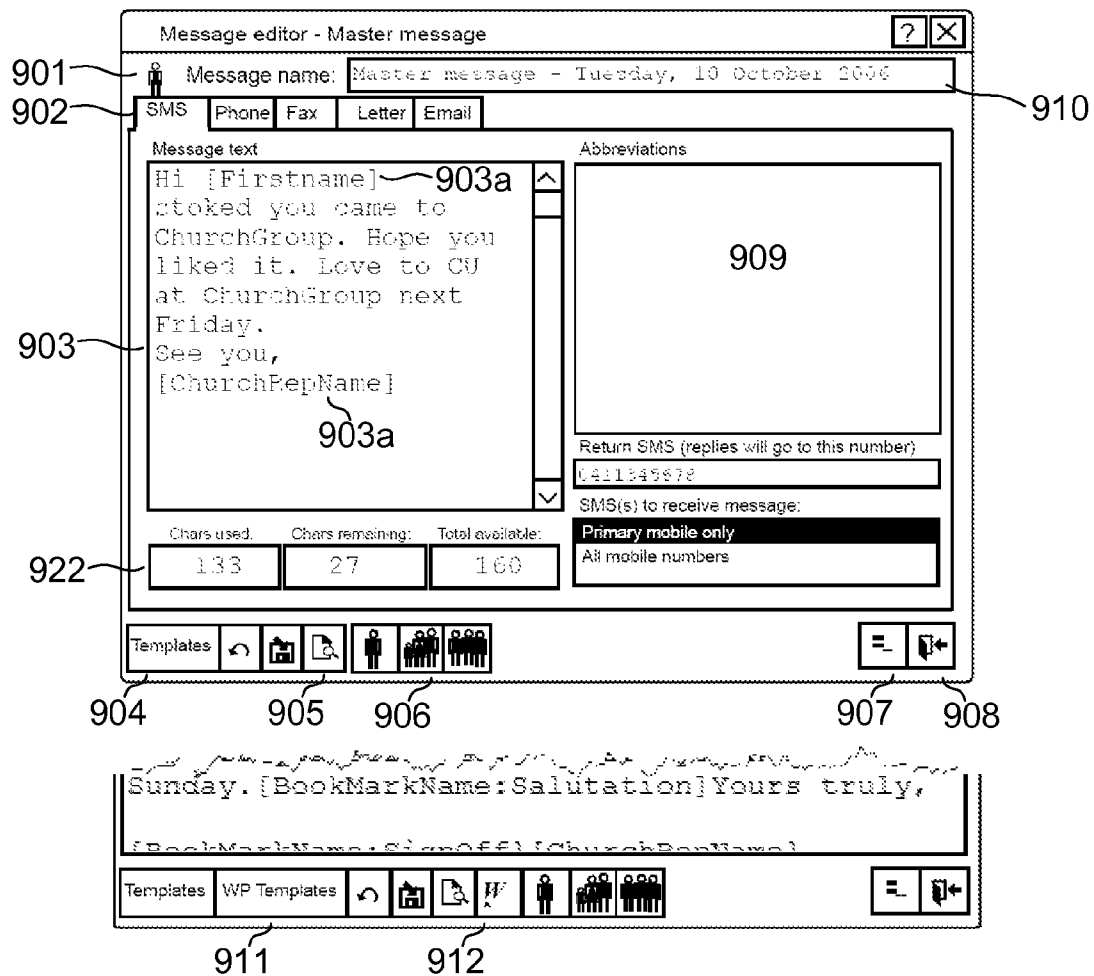 Message editor - Master message
? X
901
Message name: Master message - Tuesday, 10 October 2006
910
902
SMS Phone Fax Letter Email
Message text
Abbreviations
Hi [Firstname]
903a
stoked you came to
ChurchGroup. Hope you
liked it. Love to CU
at ChurchGroup next
Friday.
903
See you,
[ChurchRepName]
903a
909
Return SMS (replies will go to this number)
SMS(s) to receive message:
Primary mobile only
All mobile numbers
Chars used: Chars remaining: Total available:
922
133 27 160
Templates
904 905 906 907 908
Sunday.[BookMarkName:Salutation]Yours truly,
[BookMarkName:SignOff][ChurchRepName]
Templates WP Templates W
911 912